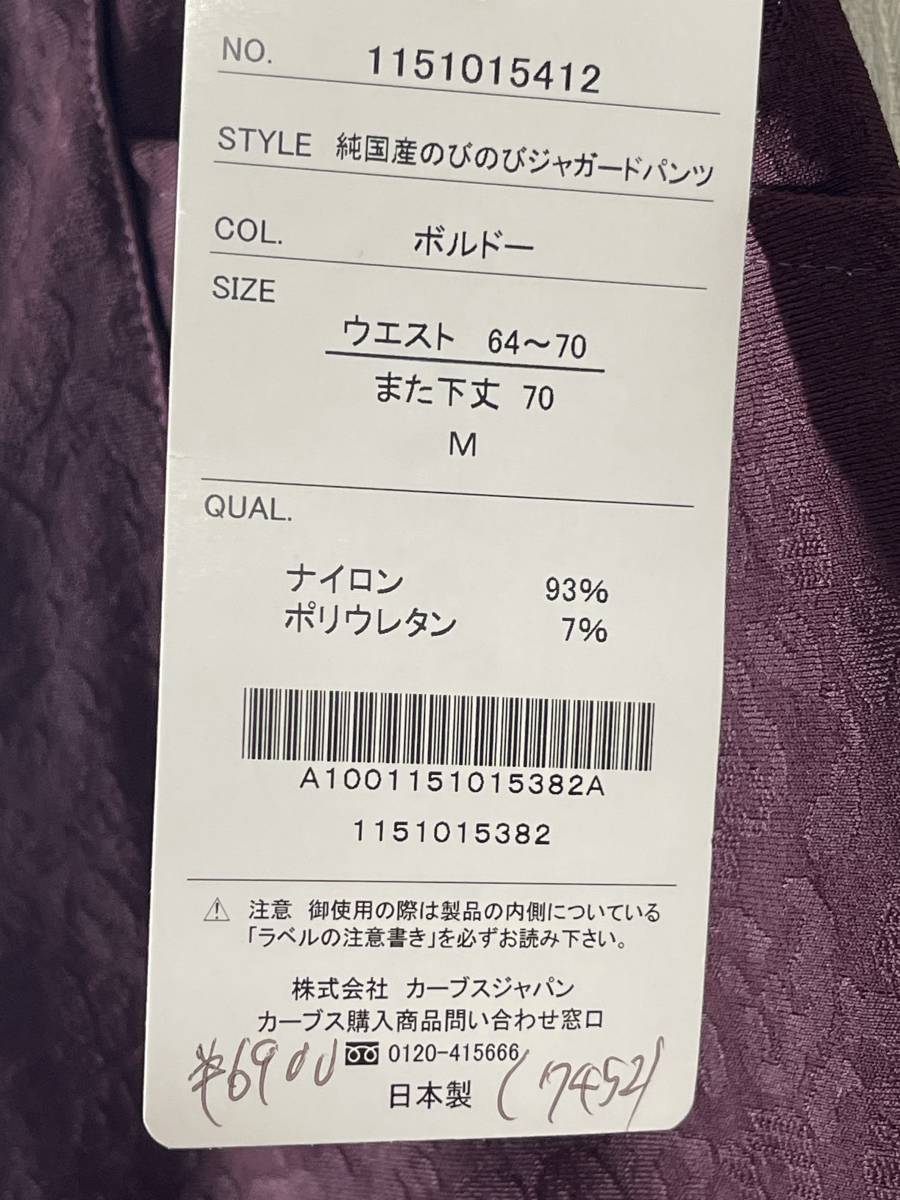 NO. 1151015412
STYLE 純国産のびのびジャガードパンツ
COL. ボルドー
SIZE
ウエスト 64~70
また下丈 70
M
QUAL.
ナイロン 93%
ポリウレタン 7%
A1001151015382A
1151015382
⚠ 注意 御使用の際は製品の内側についている
「ラベルの注意書き」を必ずお読み下さい。
株式会社 カーブスジャパン
カーブス購入商品問い合わせ窓口
0120-415666
日本製
¥6900 (7452)